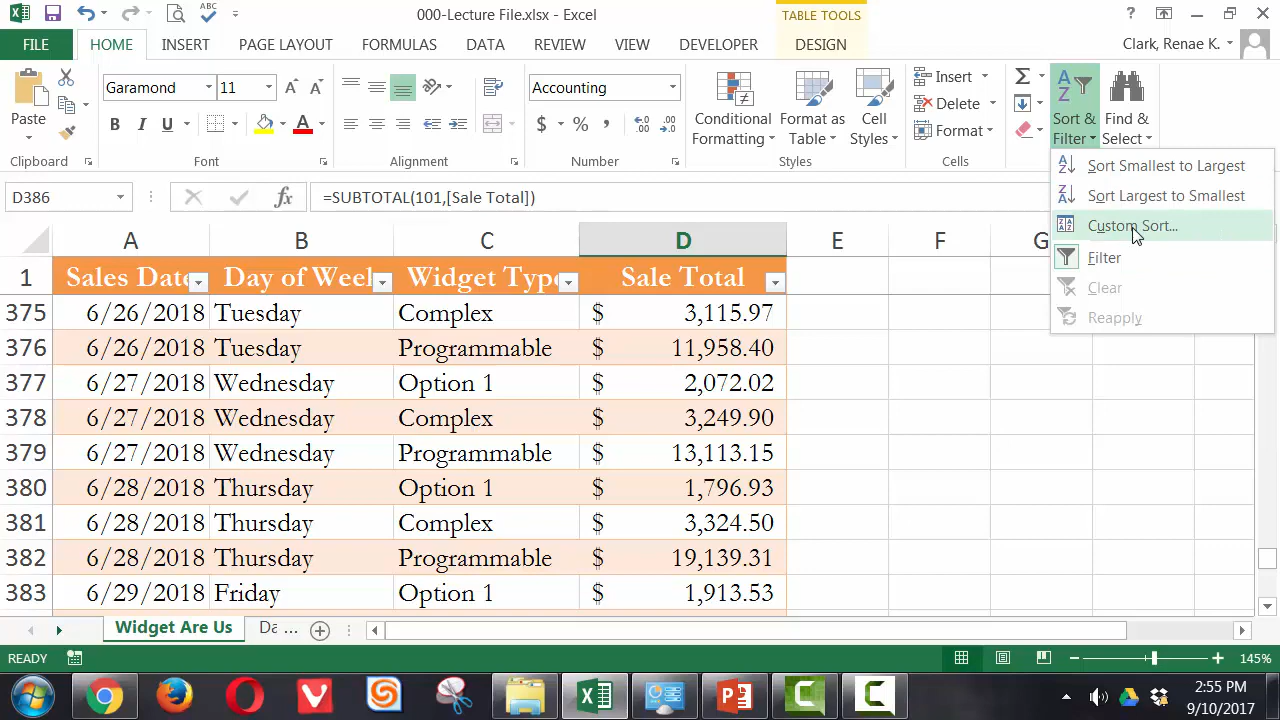 000-Lecture File.xlsx - Excel
TABLE TOOLS
FILE HOME INSERT PAGE LAYOUT FORMULAS DATA REVIEW VIEW DEVELOPER DESIGN
Clark, Renae K.
Paste
Clipboard
Garamond 11
B I U A
Font
Alignment
Accounting
$ % ,
Number
Conditional Formatting
Format as Table
Cell Styles
Styles
Insert
Delete
Format
Cells
Sort & Filter
Find & Select
Sort Smallest to Largest
Sort Largest to Smallest
Custom Sort...
Filter
Clear
Reapply
D386 fx =SUBTOTAL(101,[Sale Total])
A B C D E F G
1 Sales Date Day of Weel Widget Type Sale Total
375 6/26/2018 Tuesday Complex $ 3,115.97
376 6/26/2018 Tuesday Programmable $ 11,958.40
377 6/27/2018 Wednesday Option 1 $ 2,072.02
378 6/27/2018 Wednesday Complex $ 3,249.90
379 6/27/2018 Wednesday Programmable $ 13,113.15
380 6/28/2018 Thursday Option 1 $ 1,796.93
381 6/28/2018 Thursday Complex $ 3,324.50
382 6/28/2018 Thursday Programmable $ 19,139.31
383 6/29/2018 Friday Option 1 $ 1,913.53
Widget Are Us Da ...
READY 145%
2:55 PM
9/10/2017